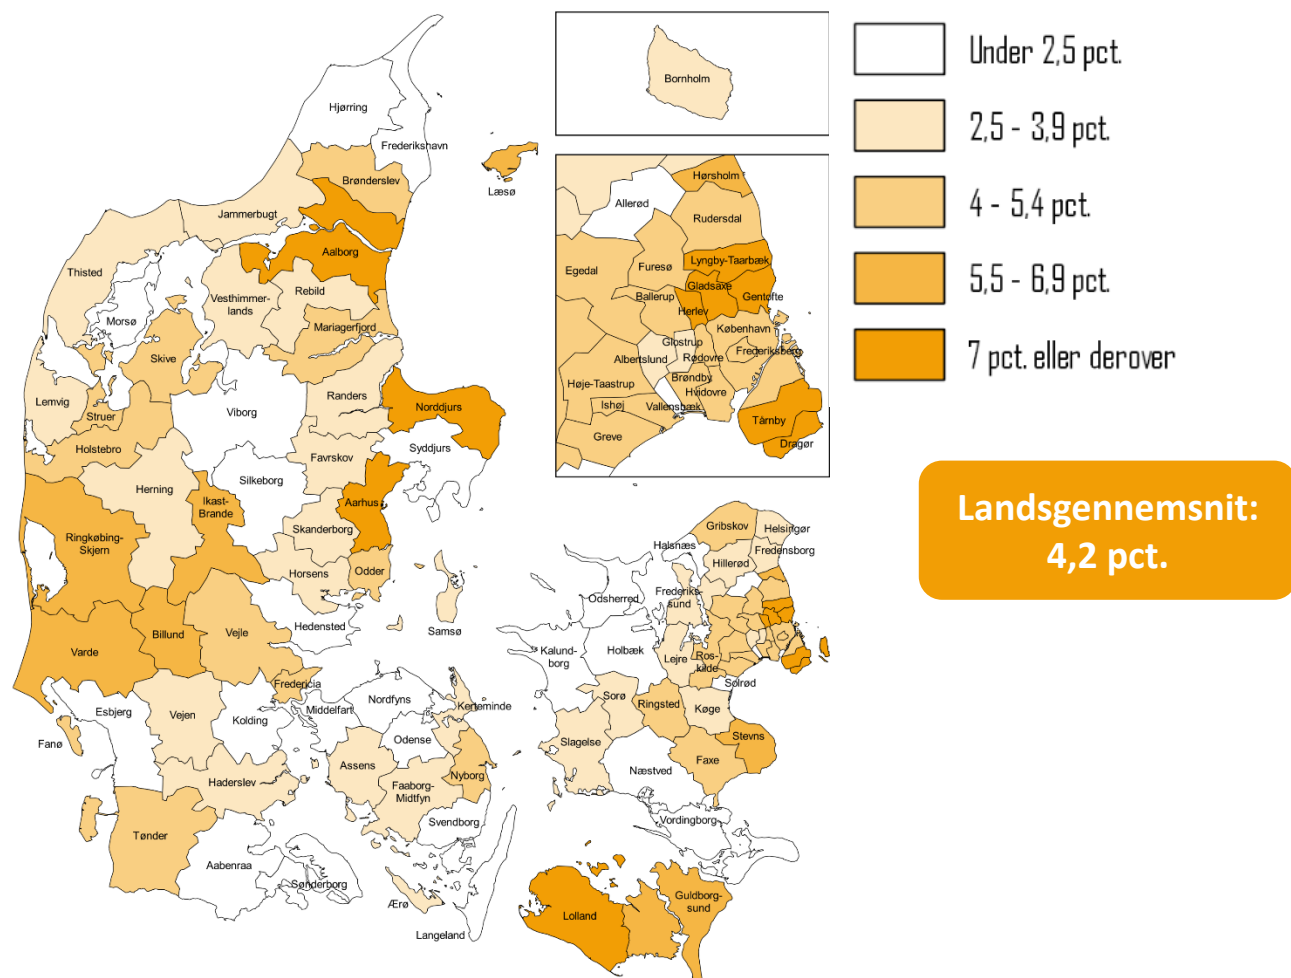 Hjørring
Frederikshavn
Brønderslev
Læsø
Jammerbugt
Aalborg
Thisted
Vesthimmer-
lands
Rebild
Morsø
Mariagerfjord
Skive
Lemvig
Struer
Viborg
Randers
Norddjurs
Holstebro
Syddjurs
Favrskov
Silkeborg
Herning
Ikast-
Brande
Aarhus
Skanderborg
Ringkøbing-
Skjern
Horsens
Odder
Hedensted
Samsø
Billund
Vejle
Varde
Fredericia
Esbjerg
Vejen
Kolding
Middelfart
Nordfyns
Kerteminde
Fanø
Odense
Assens
Nyborg
Haderslev
Faaborg-
Midtfyn
Svendborg
Tønder
Aabenraa
Sønderborg
Ærø
Langeland
Bornholm
Hørsholm
Allerød
Rudersdal
Egedal
Furesø
Lyngby-Taarbæk
Gladsaxe
Ballerup
Gentofte
Herlev
København
Glostrup
Frederiksberg
Albertslund
Rødovre
Brøndby
Høje-Taastrup
Hvidovre
Ishøj
Vallensbæk
Tårnby
Greve
Dragør
Gribskov
Helsingør
Halsnæs
Fredensborg
Hillerød
Odsherred
Frederiks-
sund
Kalund-
borg
Holbæk
Lejre
Ros-
kilde
Solrød
Sorø
Ringsted
Køge
Stevns
Slagelse
Faxe
Næstved
Vordingborg
Guldborg-
sund
Lolland
Under 2,5 pct.
2,5 - 3,9 pct.
4 - 5,4 pct.
5,5 - 6,9 pct.
7 pct. eller derover
Landsgennemsnit:
4,2 pct.